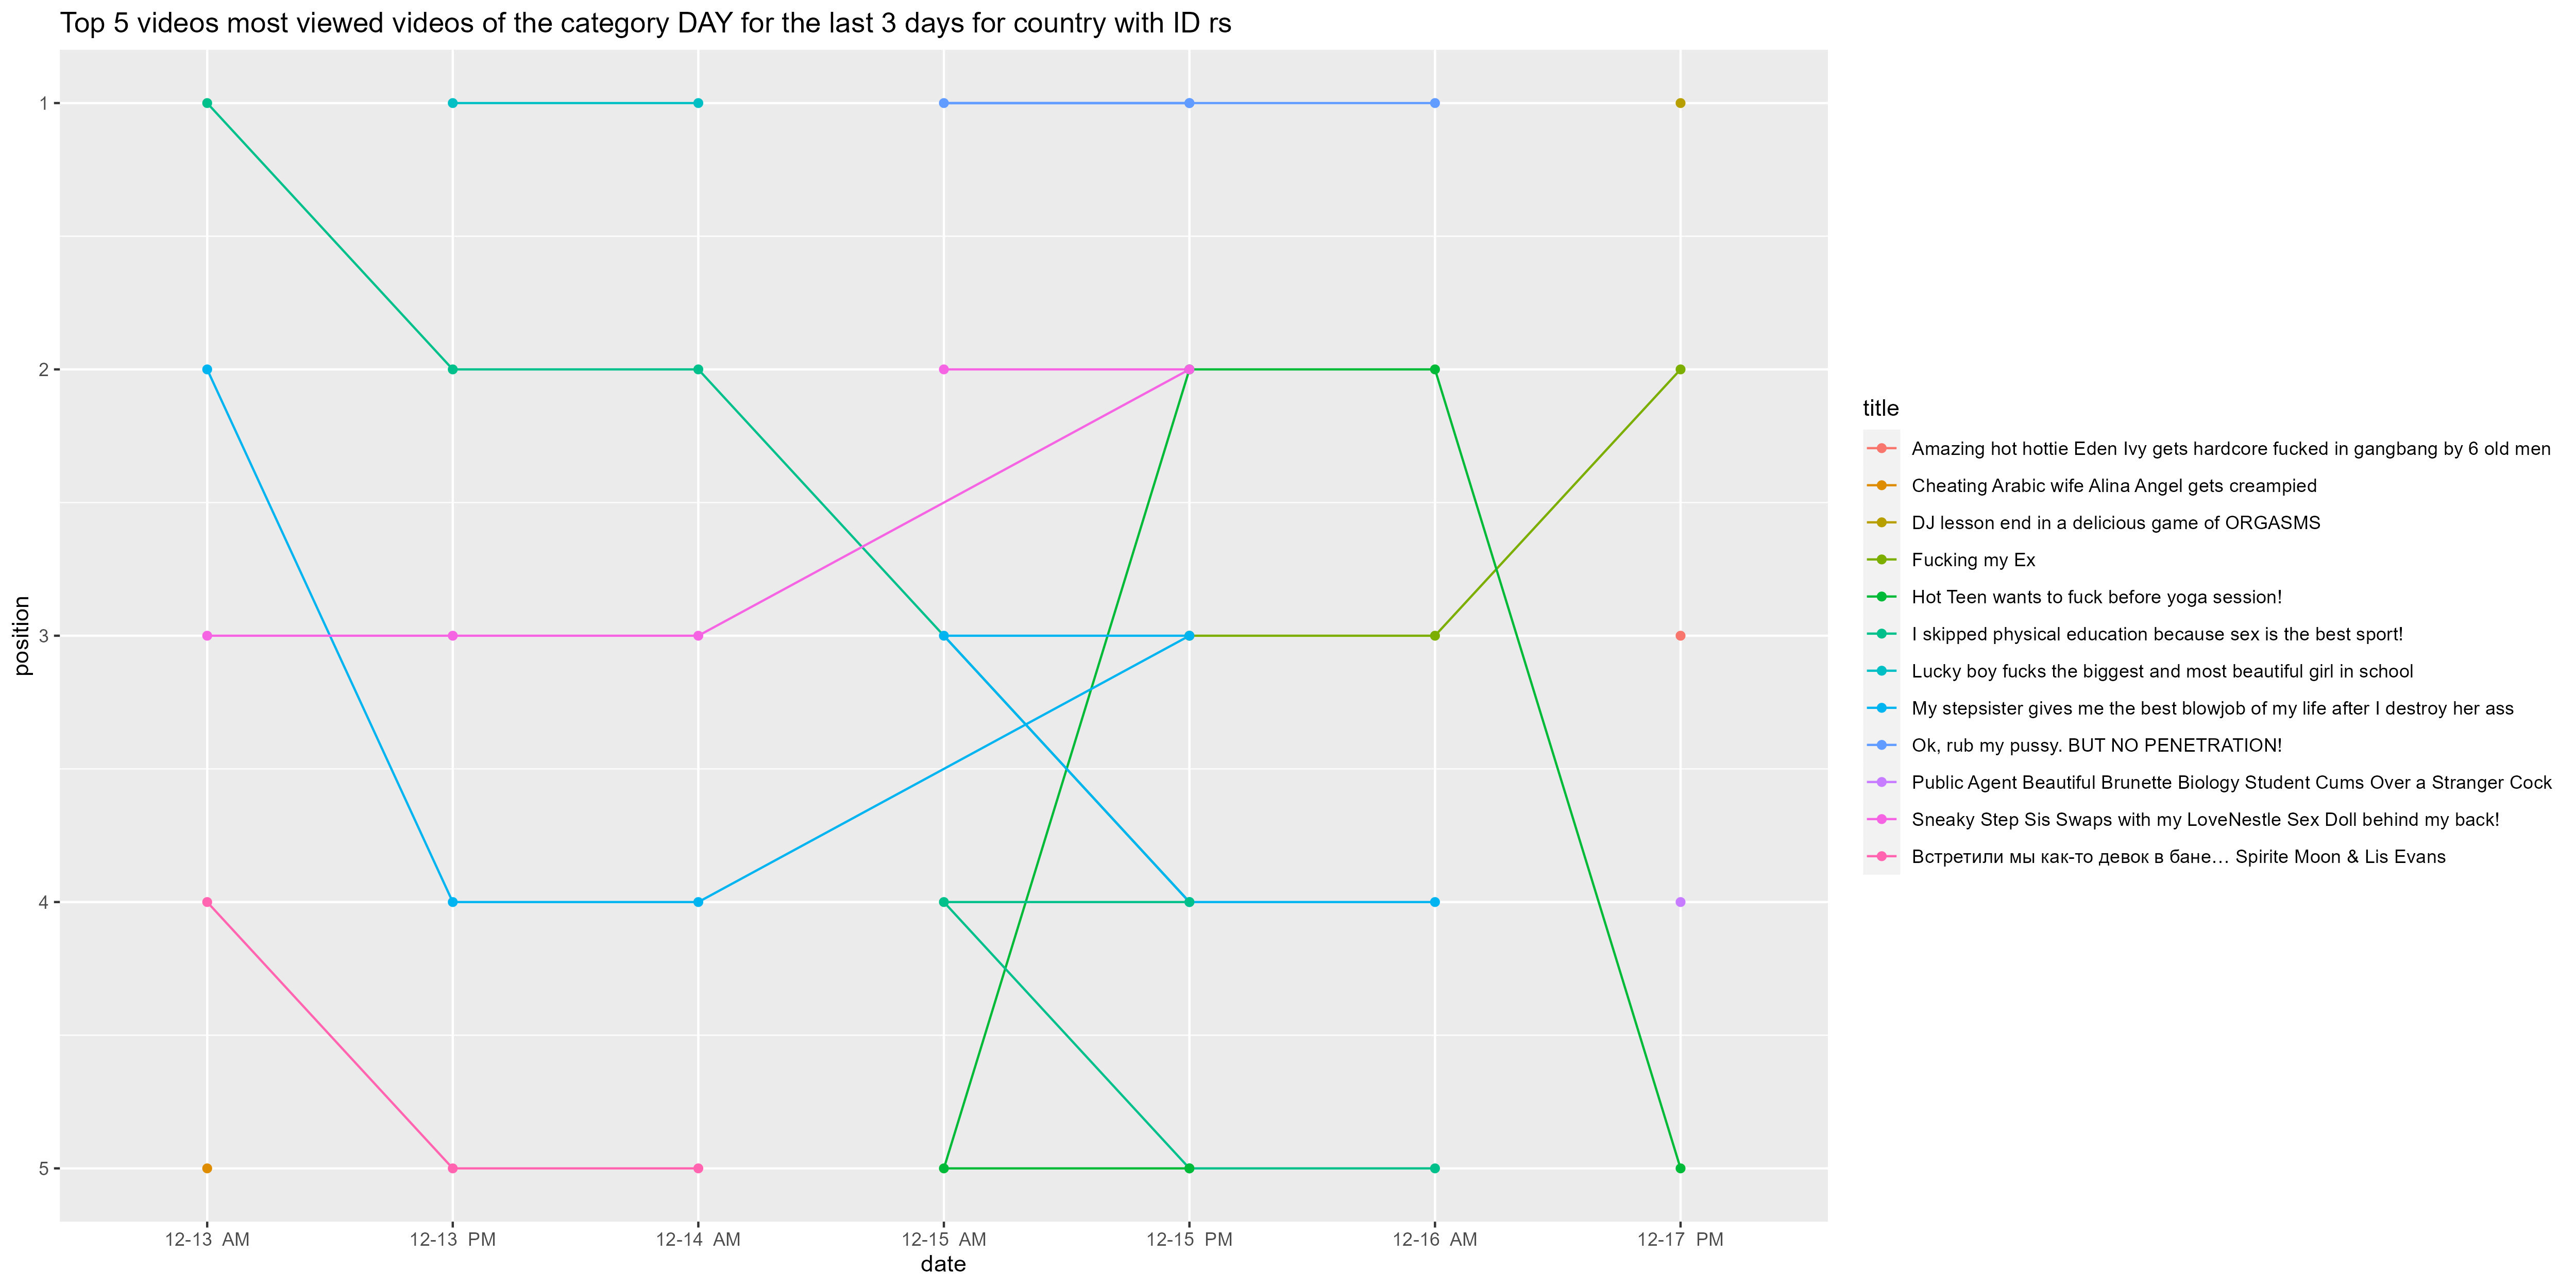 Top 5 videos most viewed videos of the category DAY for the last 3 days for country with ID rs
1
2
3
4
5
position
12-13 AM
12-13 PM
12-14 AM
12-15 AM
12-15 PM
12-16 AM
12-17 PM
date
title
Amazing hot hottie Eden Ivy gets hardcore fucked in gangbang by 6 old men
Cheating Arabic wife Alina Angel gets creampied
DJ lesson end in a delicious game of ORGASMS
Fucking my Ex
Hot Teen wants to fuck before yoga session!
I skipped physical education because sex is the best sport!
Lucky boy fucks the biggest and most beautiful girl in school
My stepsister gives me the best blowjob of my life after I destroy her ass
Ok, rub my pussy. BUT NO PENETRATION!
Public Agent Beautiful Brunette Biology Student Cums Over a Stranger Cock
Sneaky Step Sis Swaps with my LoveNestle Sex Doll behind my back!
Встретили мы как-то девок в бане… Spirite Moon & Lis Evans